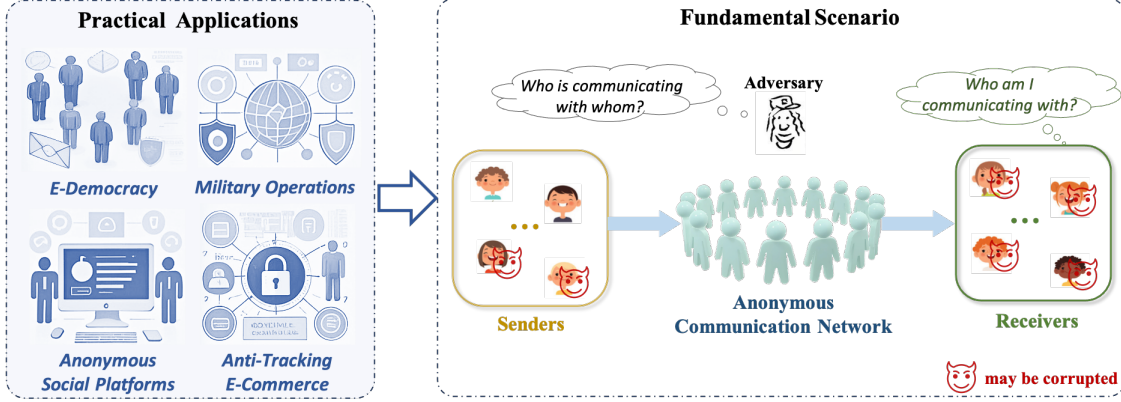 Practical Applications
E-Democracy
Military Operations
Anonymous
Social Platforms
Anti-Tracking
E-Commerce
Fundamental Scenario
Who is communicating
with whom?
Adversary
Who am I
communicating with?
Senders
Anonymous
Communication Network
Receivers
may be corrupted